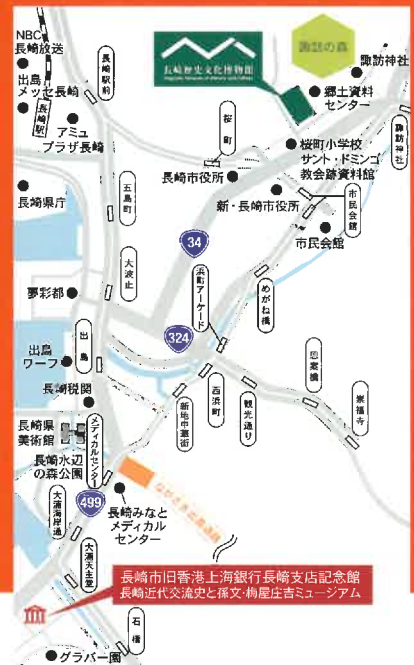 NBC
長崎放送
出島
メッセ長崎
長崎駅
長崎駅前
アミュ
プラザ長崎
長崎歴史文化博物館
諏訪の森
諏訪神社
郷土資料
センター
諏訪神社
桜町
桜町小学校
サント・ドミンゴ
教会跡資料館
長崎市役所
長崎県庁
五島町
新・長崎市役所
市民会館
市民会館
34
大波止
浜町アーケード
めがね橋
夢彩都
324
出島
出島
ワーフ
思案橋
崇福寺
長崎税関
西浜町
観光通り
新地中華街
長崎県
美術館
メディカルセンター
長崎水辺
の森公園
499
長崎みなと
メディカル
センター
大浦海岸通
大浦天主堂
長崎市旧香港上海銀行長崎支店記念館
長崎近代交流史と孫文・梅屋庄吉ミュージアム
石橋
グラバー園